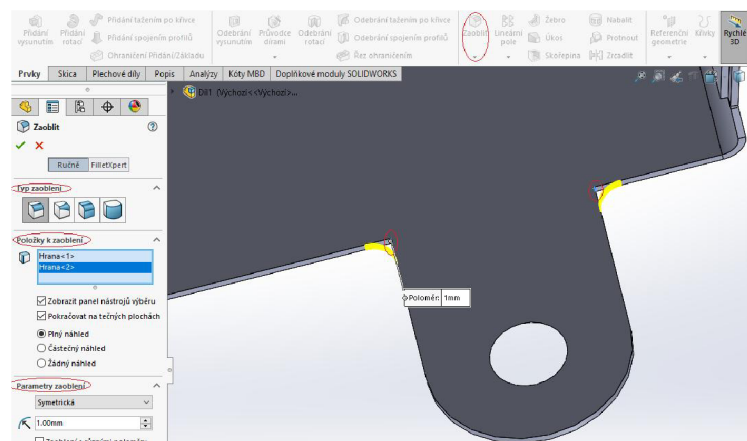 Přidání vysunutím
Přidání rotací
Přidání tažením po křivce
Přidání spojením profilů
Ohraničení Přidání/Základu
Odebrání vysunutím
Průvodce dírami
Odebrání rotací
Odebrání tažením po křivce
Odebrání spojením profilů
Řez ohraničením
Zaoblit
Lineární pole
Žebro
Úkos
Skořepina
Nabalit
Protnout
Zrcadlit
Referenční geometrie
Křivky
Rychlé 3D
Prvky Skica Plechové díly Popis Analýzy Kóty MBD Doplňkové moduly SOLIDWORKS
Díl1 (Výchozí<<Výchozí>...
Zaoblit
Ručně FilletXpert
Typ zaoblení
Položky k zaoblení
Hrana<1>
Hrana<2>
Zobrazit panel nástrojů výběru
Pokračovat na tečných plochách
Plný náhled
Částečný náhled
Žádný náhled
Parametry zaoblení
Symetrická
1.00mm
Poloměr: 1mm